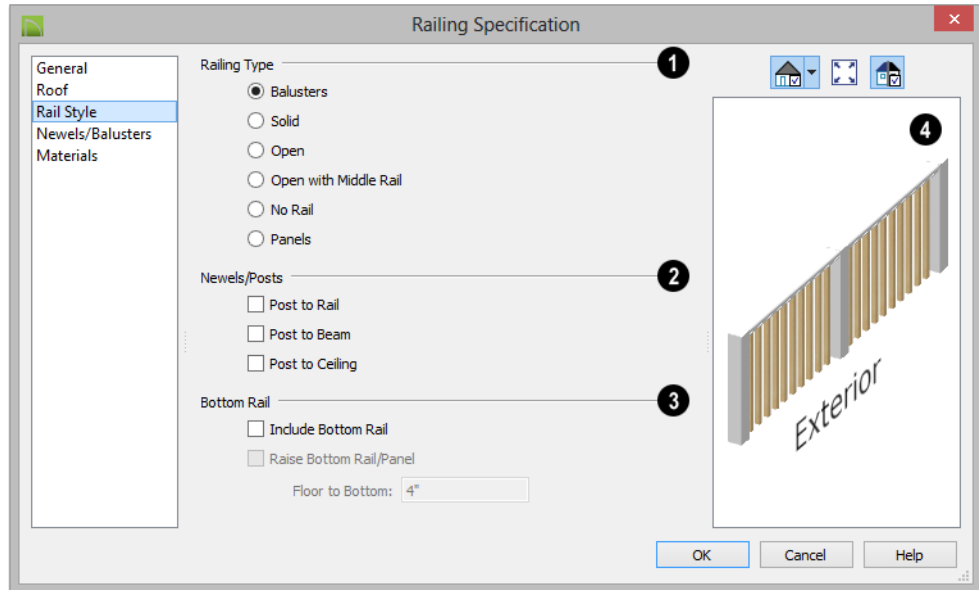 Railing Specification
General
Roof
Rail Style
Newels/Balusters
Materials
Railing Type
1
Balusters
Solid
Open
Open with Middle Rail
No Rail
Panels
Newels/Posts
2
Post to Rail
Post to Beam
Post to Ceiling
Bottom Rail
3
Include Bottom Rail
Raise Bottom Rail/Panel
Floor to Bottom: 4"
4
Exterior
OK Cancel Help